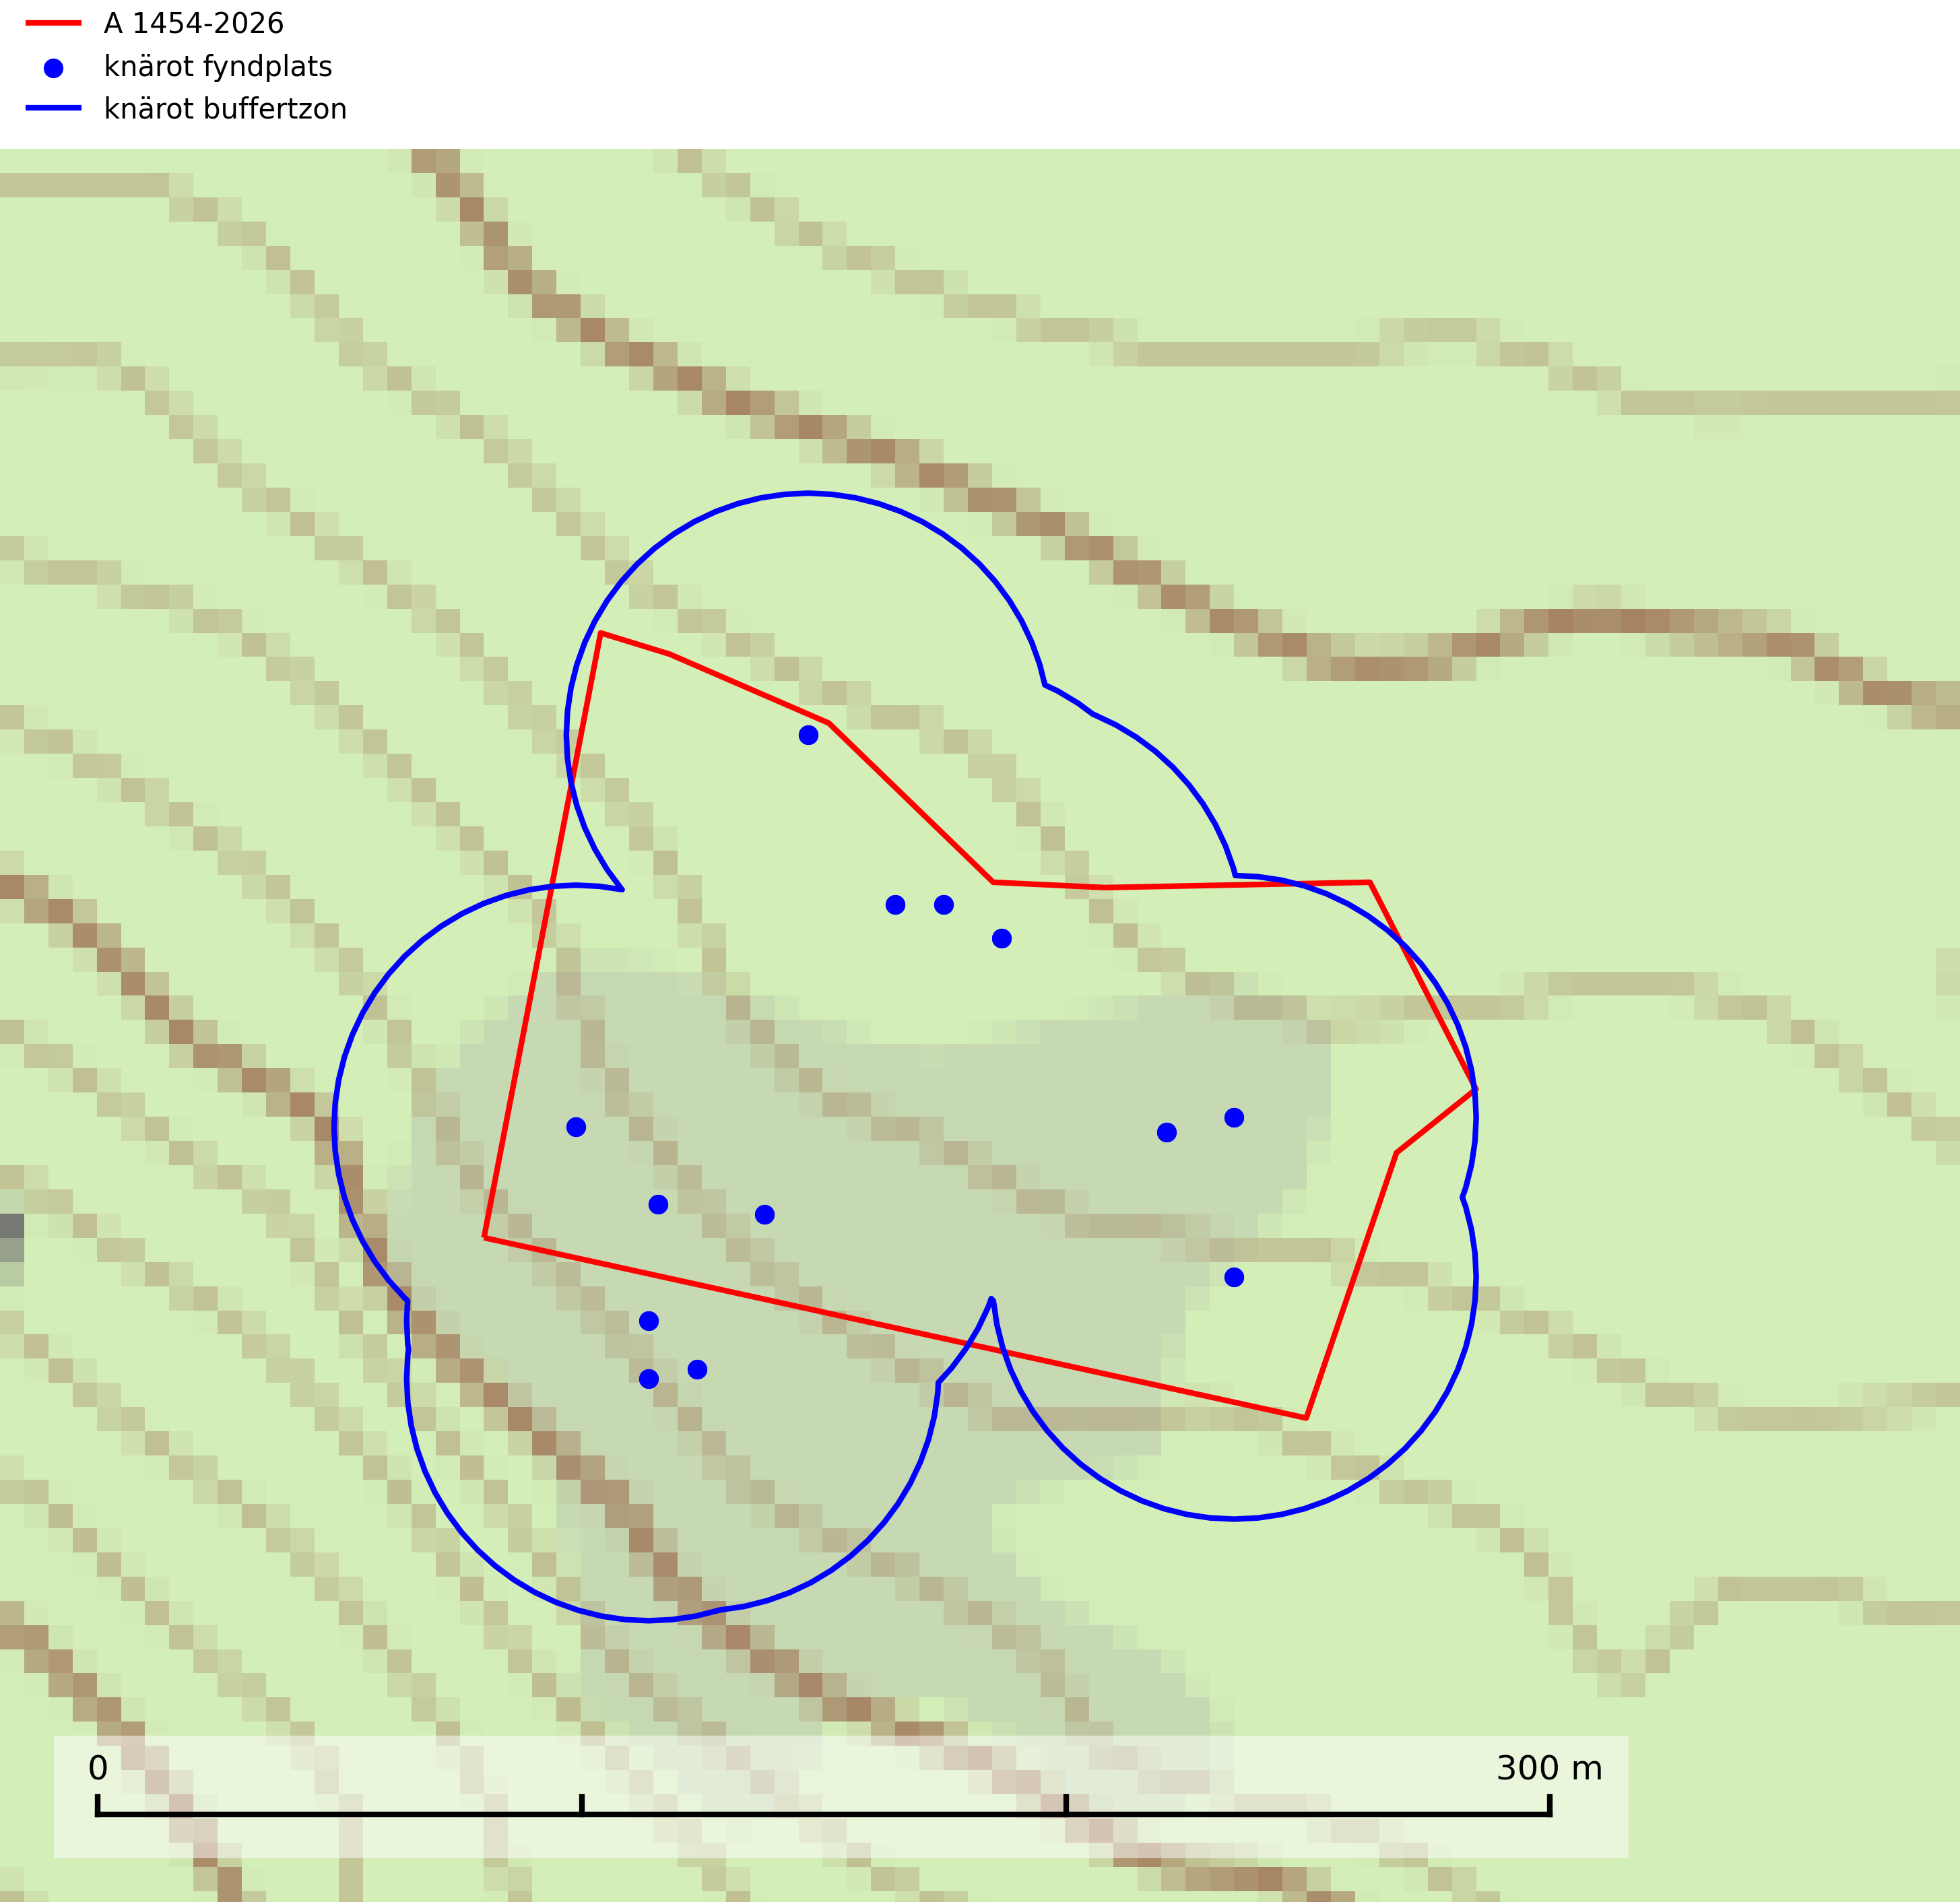 A 1454-2026
knärot fyndplats
knärot buffertzon
0
300 m